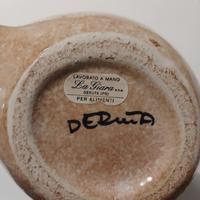 LAVORATO A MANO
La Giara s.n.c.
DERUTA (PG)
PER ALIMENTI
DERUTA